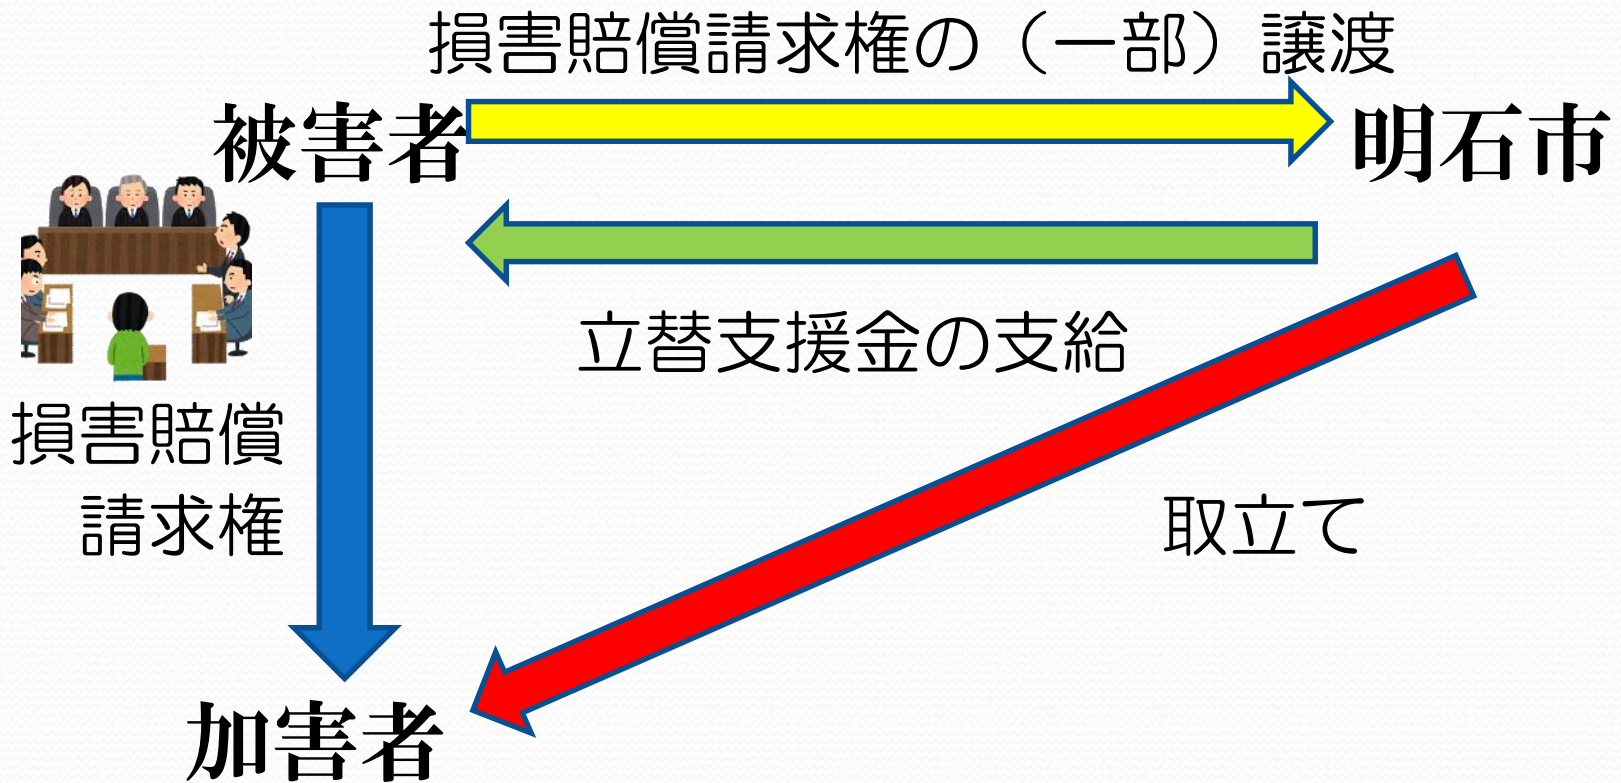 損害賠償請求権の（一部）譲渡
被害者
明石市
立替支援金の支給
損害賠償
請求権
取立て
加害者